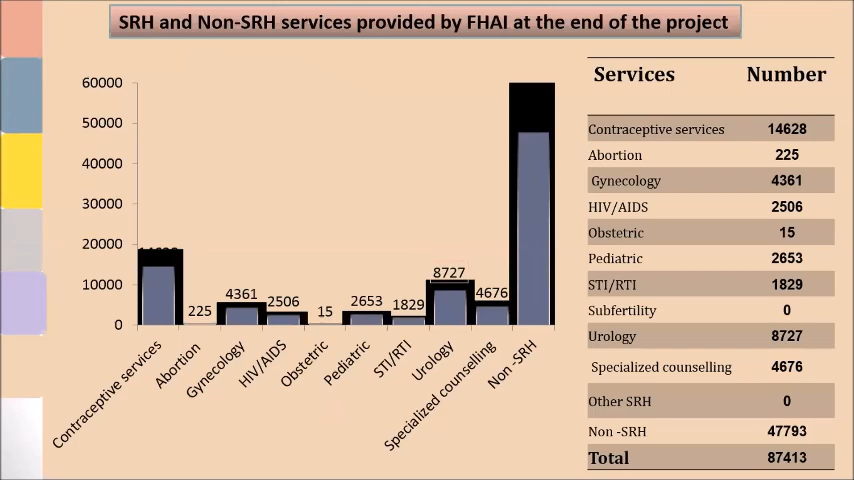 SRH and Non-SRH services provided by FHAI at the end of the project
60000
50000
40000
30000
20000
10000
0
225
4361
2506
15
2653
1829
8727
4676
Contraceptive services
Abortion
Gynecology
HIV/AIDS
Obstetric
Pediatric
STI/RTI
Urology
Specialized counselling
Non -SRH
Services Number
Contraceptive services 14628
Abortion 225
Gynecology 4361
HIV/AIDS 2506
Obstetric 15
Pediatric 2653
STI/RTI 1829
Subfertility 0
Urology 8727
Specialized counselling 4676
Other SRH 0
Non -SRH 47793
Total 87413